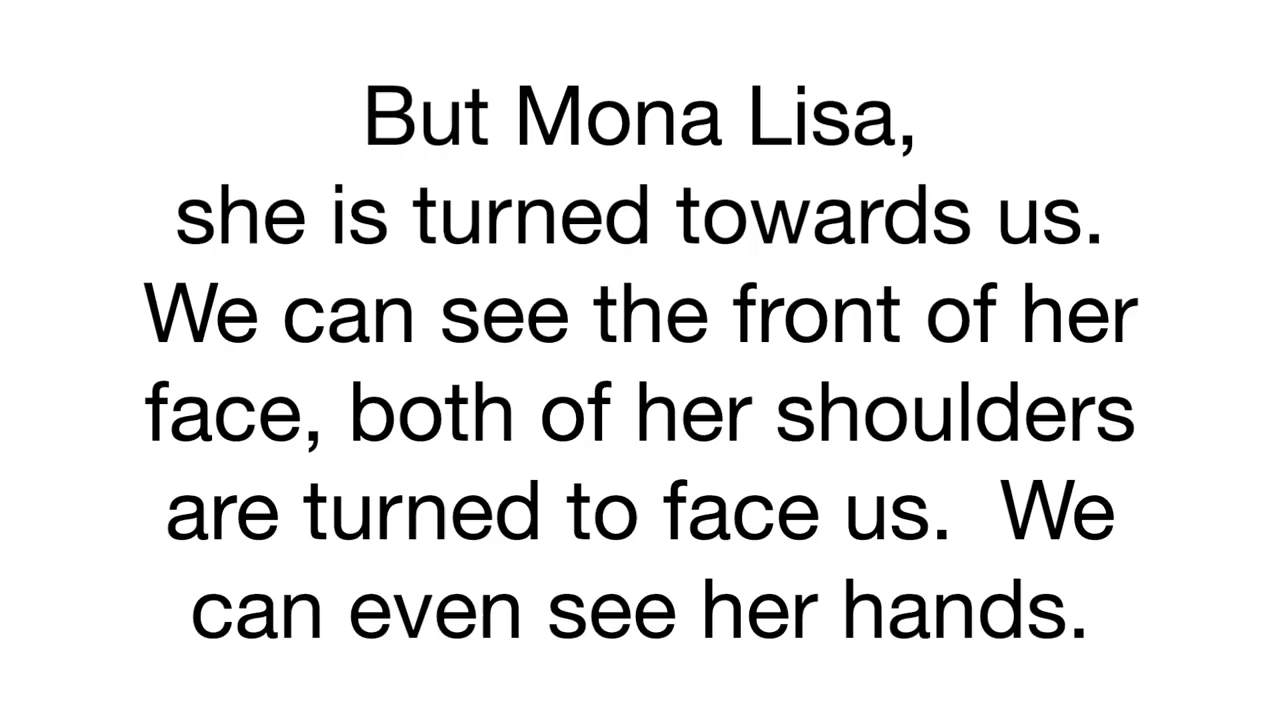 But Mona Lisa,
she is turned towards us.
We can see the front of her
face, both of her shoulders
are turned to face us.  We
can even see her hands.